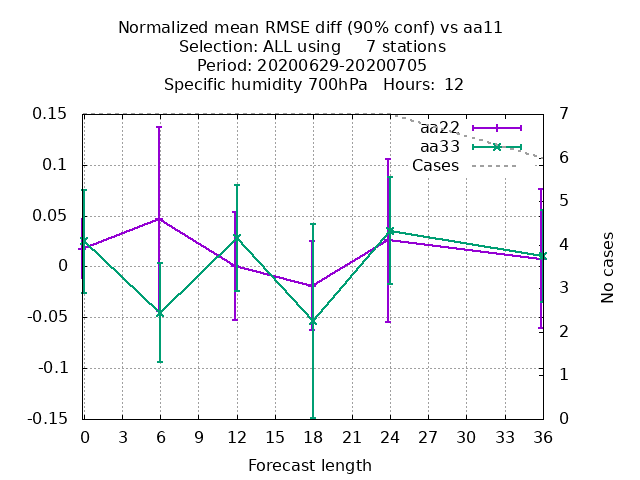 Normalized mean RMSE diff (90% conf) vs aa11
Selection: ALL using     7 stations
Period: 20200629-20200705
Specific humidity 700hPa   Hours:  12
0.15
0.1
0.05
0
-0.05
-0.1
-0.15
7
6
5
4
3
2
1
0
aa22
aa33
Cases
No cases
0 3 6 9 12 15 18 21 24 27 30 33 36
Forecast length